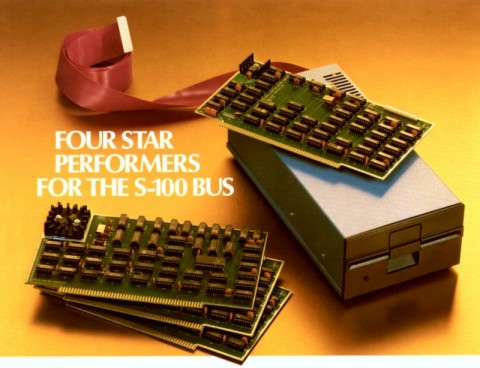 FOUR STAR
PERFORMERS
FOR THE S-100 BUS